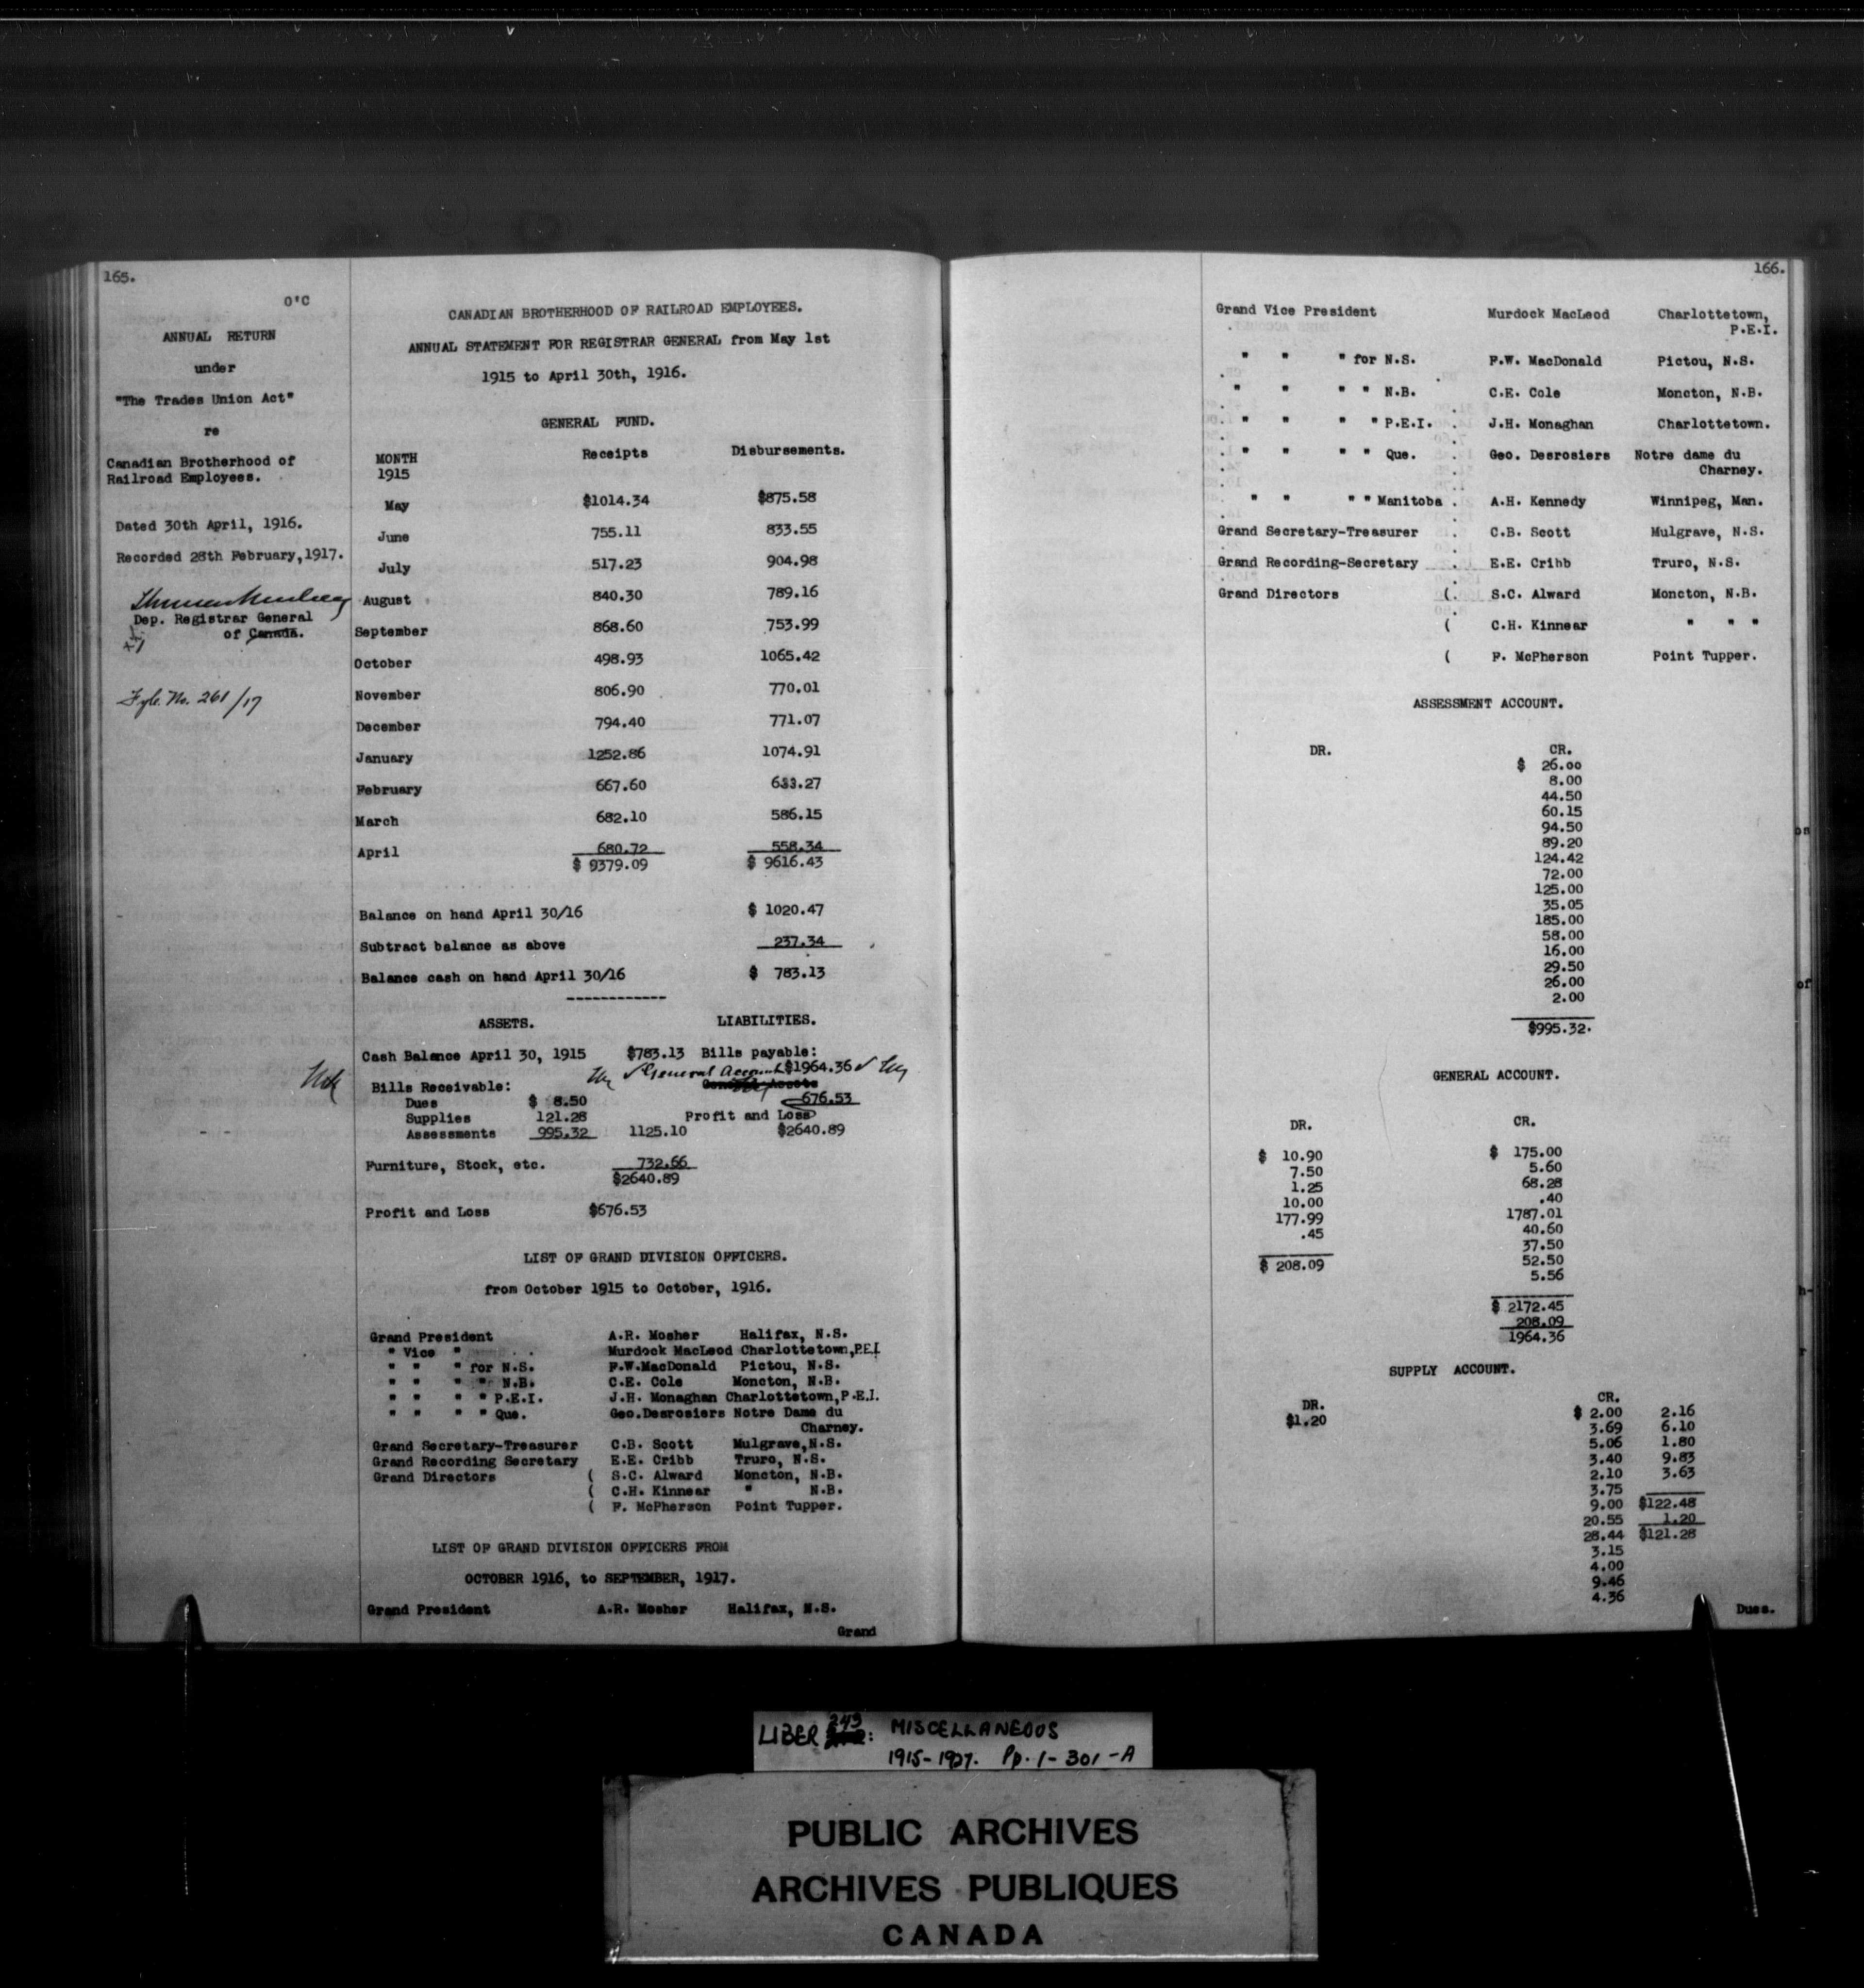 165.
O'C
ANNUAL RETURN
under
"The Trades Union Act"
re
Canadian Brotherhood of
Railroad Employees.
Dated 30th April, 1916.
Recorded 28th February,1917.
Dep. Registrar General
of Canada.
Fyle No. 261/17
CANADIAN BROTHERHOOD OF RAILROAD EMPLOYEES.
ANNUAL STATEMENT FOR REGISTRAR GENERAL from May 1st
1915 to April 30th, 1916.
GENERAL FUND.
MONTH Receipts Disbursements.
1915
May $1014.34 $875.58
June 755.11 833.55
July 517.23 904.98
August 840.30 789.16
September 868.60 753.99
October 498.93 1065.42
November 806.90 770.01
December 794.40 771.07
January 1252.86 1074.91
February 667.60 633.27
March 682.10 586.15
April 680.72 558.34
$ 9379.09 $ 9616.43
Balance on hand April 30/16 $ 1020.47
Subtract balance as above 237.34
Balance cash on hand April 30/16 $ 783.13
------------
ASSETS. LIABILITIES.
Cash Balance April 30, 1915 $783.13 Bills payable:
General Account $1964.36
Bills Receivable:
Dues $ 8.50 676.53
Supplies 121.28 Profit and Loss
Assessments 995.32 1125.10 $2640.89
Furniture, Stock, etc. 732.66
$2640.89
Profit and Loss $676.53
LIST OF GRAND DIVISION OFFICERS.
from October 1915 to October, 1916.
Grand President A.R. Mosher Halifax, N.S.
" Vice " Murdock MacLeod Charlottetown,P.E.I.
" " " for N.S. F.W.MacDonald Pictou, N.S.
" " " " N.B. C.E. Cole Moncton, N.B.
" " " " P.E.I. J.H. Monaghan Charlottetown,P.E.I.
" " " " Que. Geo.Desrosiers Notre Dame du
Charney.
Grand Secretary-Treasurer C.B. Scott Mulgrave,N.S.
Grand Recording Secretary E.E. Cribb Truro, N.S.
Grand Directors ( S.C. Alward Moncton, N.B.
( C.H. Kinnear " N.B.
( F. McPherson Point Tupper.
LIST OF GRAND DIVISION OFFICERS FROM
OCTOBER 1916, to SEPTEMBER, 1917.
Grand President A.R. Mosher Halifax, N.S.
Grand
166.
Grand Vice President Murdock MacLeod Charlottetown,
P.E.I.
" " " for N.S. F.W. MacDonald Pictou, N.S.
" " " " N.B. C.E. Cole Moncton, N.B.
" " " " P.E.I. J.H. Monaghan Charlottetown.
" " " " Que. Geo. Desrosiers Notre dame du
Charney.
" " " " Manitoba A.H. Kennedy Winnipeg, Man.
Grand Secretary-Treasurer C.B. Scott Mulgrave, N.S.
Grand Recording-Secretary E.E. Cribb Truro, N.S.
Grand Directors (. S.C. Alward Moncton, N.B.
( C.H. Kinnear " " "
( F. McPherson Point Tupper.
ASSESSMENT ACCOUNT.
DR. CR.
$ 26.00
8.00
44.50
60.15
94.50
89.20
124.42
72.00
125.00
35.05
185.00
58.00
16.00
29.50
26.00
2.00
$995.32.
GENERAL ACCOUNT.
DR. CR.
$ 10.90 $ 175.00
7.50 5.60
1.25 68.28
10.00 .40
177.99 1787.01
.45 40.60
37.50
$ 208.09 52.50
5.56
$ 2172.45
208.09
1964.36
SUPPLY ACCOUNT.
DR. CR.
$1.20 $ 2.00 2.16
3.69 6.10
5.06 1.80
3.40 9.83
2.10 3.63
3.75
9.00 $122.48
20.55 1.20
28.44 $121.28
3.15
4.00
9.46
4.36
Dues.
LIBER 243: MISCELLANEOUS
1915-1927. Pp. 1-301-A
PUBLIC ARCHIVES
ARCHIVES PUBLIQUES
CANADA